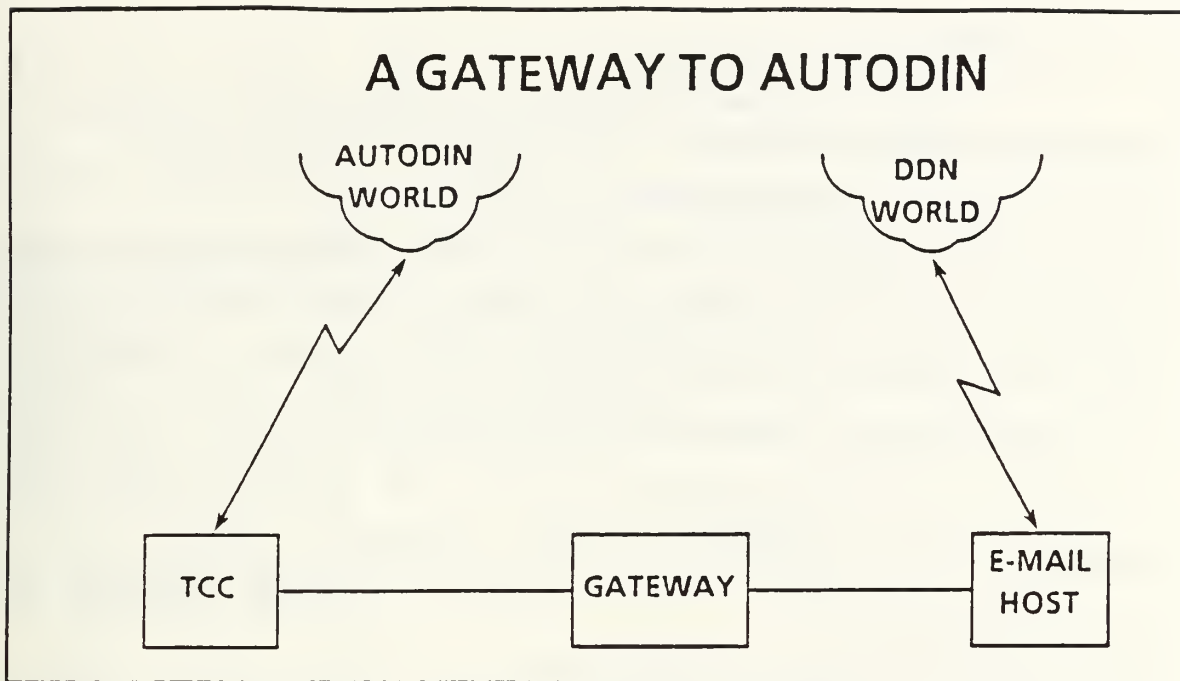 A GATEWAY TO AUTODIN
AUTODIN
WORLD
DDN
WORLD
TCC
GATEWAY
E-MAIL
HOST